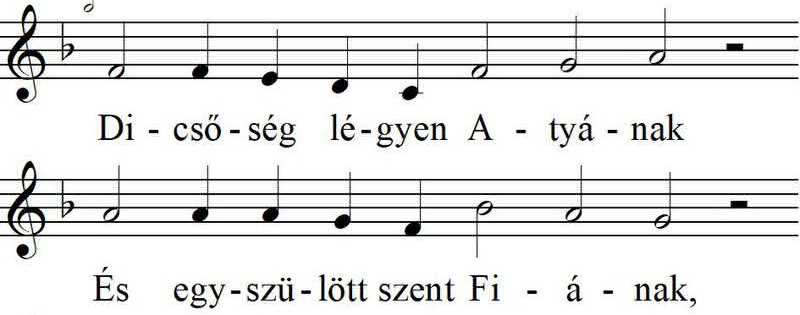 Di - cső - ség lé - gyen A - tyá - nak
És egy - szü - lött szent Fi - á - nak,